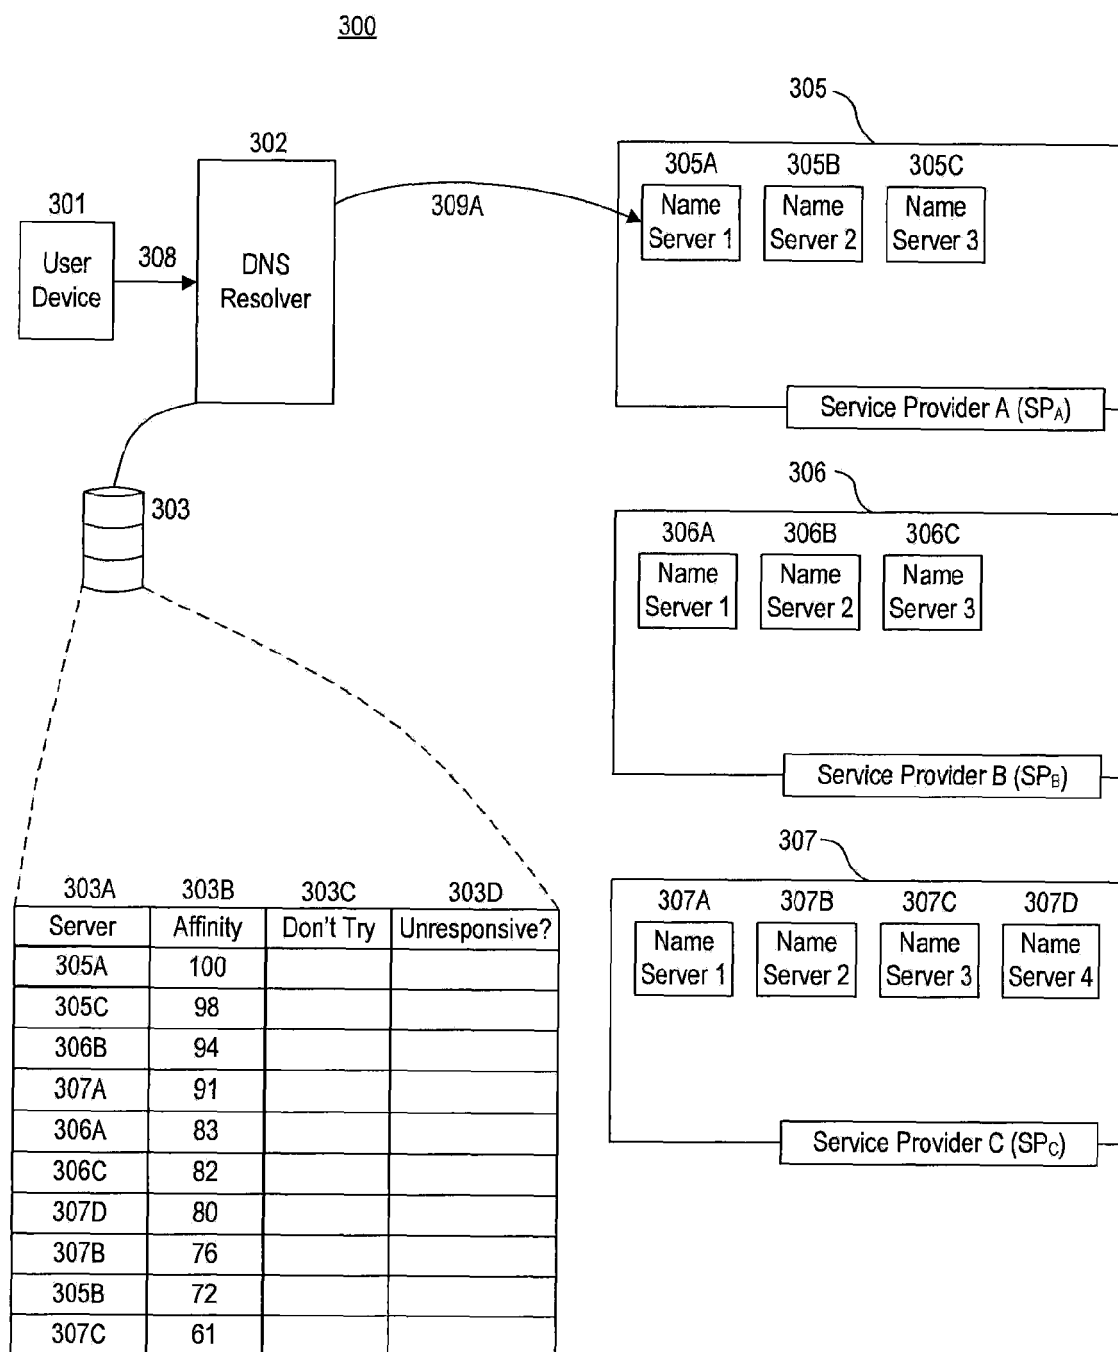 300
305
302
305A 305B 305C
301
309A
Name Server 1
Name Server 2
Name Server 3
308
User Device
DNS Resolver
Service Provider A (SPA)
306
303
306A 306B 306C
Name Server 1
Name Server 2
Name Server 3
Service Provider B (SPB)
307
307A 307B 307C 307D
Name Server 1
Name Server 2
Name Server 3
Name Server 4
Service Provider C (SPC)
303A 303B 303C 303D
Server Affinity Don't Try Unresponsive?
305A 100
305C 98
306B 94
307A 91
306A 83
306C 82
307D 80
307B 76
305B 72
307C 61